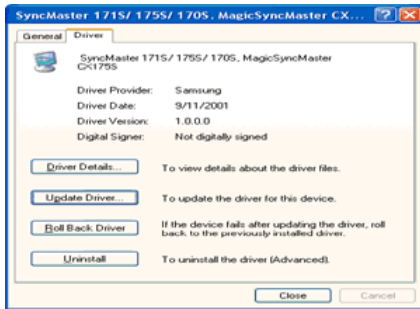 SyncMaster 171S/ 175S/ 170S, MagicSyncMaster CX...
General
Driver
SyncMaster 171S/ 175S/ 170S, MagicSyncMaster
CX175S
Driver Provider: Samsung
Driver Date: 9/11/2001
Driver Version: 1.0.0.0
Digital Signer: Not digitally signed
Driver Details... To view details about the driver files.
Update Driver... To update the driver for this device.
Roll Back Driver If the device fails after updating the driver, roll
back to the previously installed driver.
Uninstall To uninstall the driver (Advanced).
Close Cancel